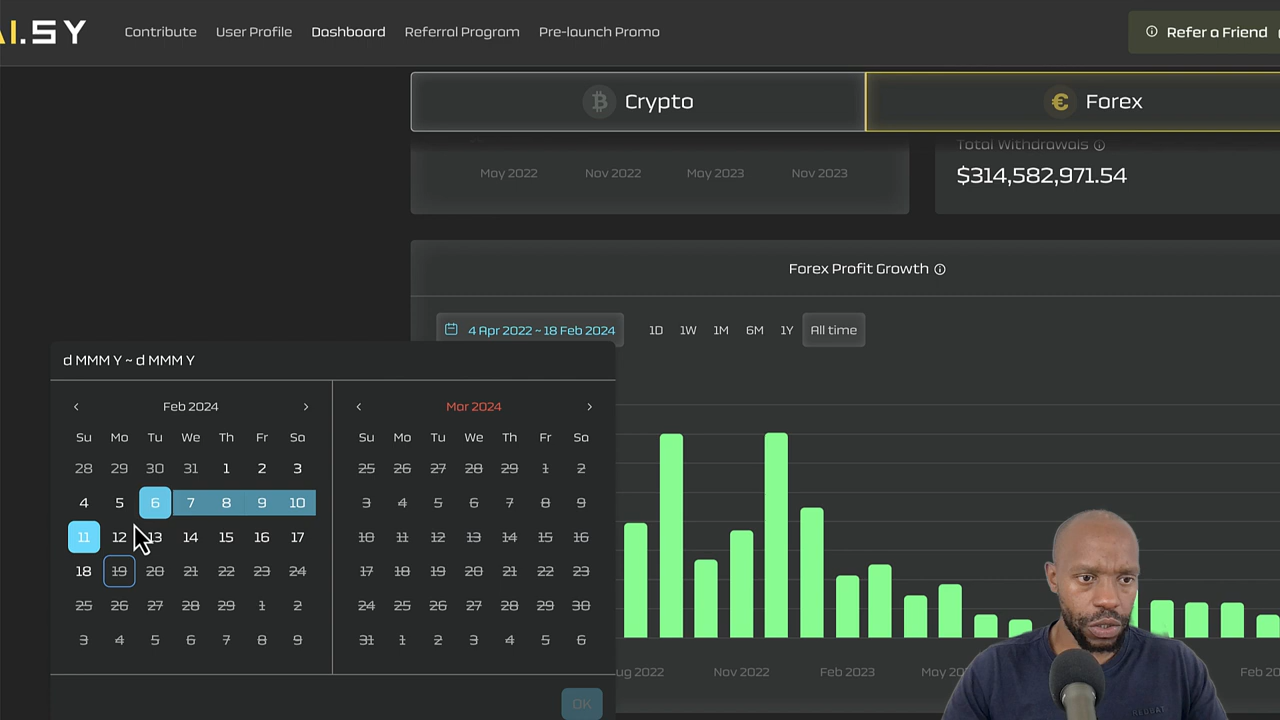 AI.SY
Contribute
User Profile
Dashboard
Referral Program
Pre-launch Promo
Refer a Friend
Crypto
Forex
May 2022
Nov 2022
May 2023
Nov 2023
Total Withdrawals
$314,582,971.54
Forex Profit Growth
4 Apr 2022 ~ 18 Feb 2024
1D 1W 1M 6M 1Y All time
d MMM Y ~ d MMM Y
Feb 2024
Su Mo Tu We Th Fr Sa
28 29 30 31 1 2 3
4 5 6 7 8 9 10
11 12 13 14 15 16 17
18 19 20 21 22 23 24
25 26 27 28 29 1 2
3 4 5 6 7 8 9
Mar 2024
Su Mo Tu We Th Fr Sa
25 26 27 28 29 1 2
3 4 5 6 7 8 9
10 11 12 13 14 15 16
17 18 19 20 21 22 23
24 25 26 27 28 29 30
31 1 2 3 4 5 6
OK
ug 2022
Nov 2022
Feb 2023
May 20
Feb 20